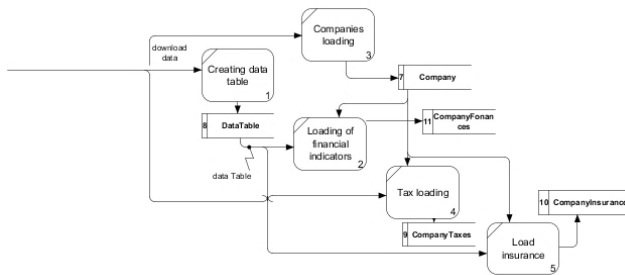 Companies
loading
3
download
data
Creating data
table
1
7 Company
8 DataTable
11 CompanyFonan
ces
Loading of
financial
indicators
2
data Table
Tax loading
4
10 CompanyInsurance
9 CompanyTaxes
Load
insurance
5